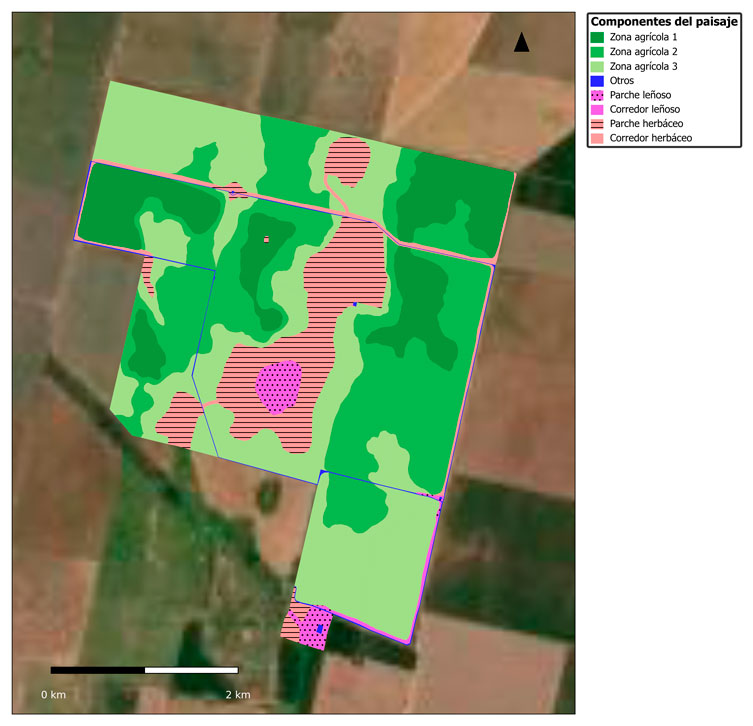 Componentes del paisaje
Zona agrícola 1
Zona agrícola 2
Zona agrícola 3
Otros
Parche leñoso
Corredor leñoso
Parche herbáceo
Corredor herbáceo
0 km
2 km